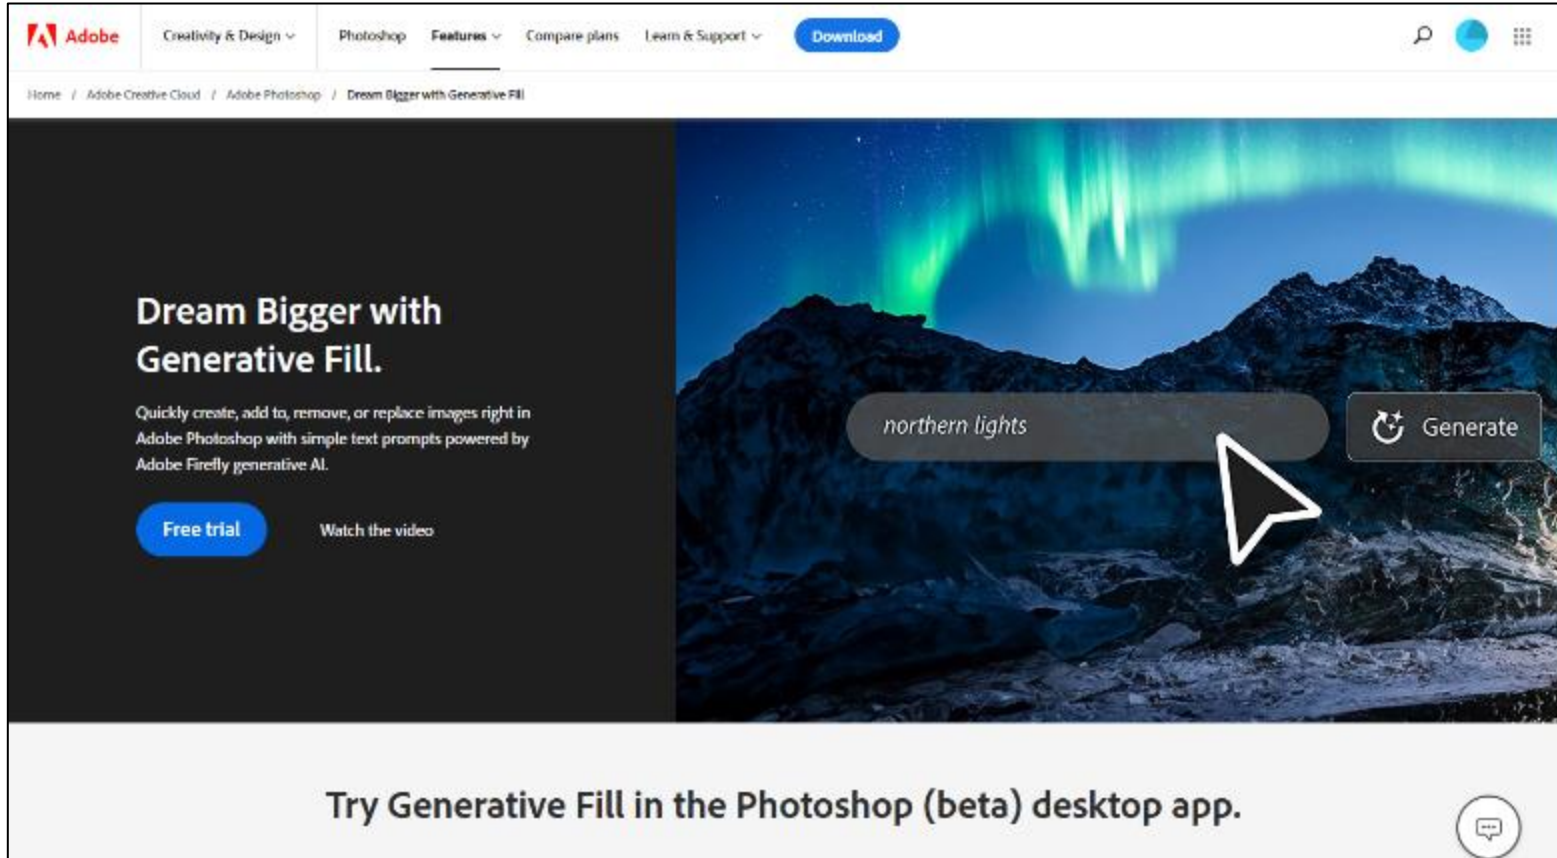 Adobe
Creativity & Design
Photoshop
Features
Compare plans
Learn & Support
Download
Home / Adobe Creative Cloud / Adobe Photoshop / Dream Bigger with Generative Fill
Dream Bigger with
Generative Fill.
Quickly create, add to, remove, or replace images right in
Adobe Photoshop with simple text prompts powered by
Adobe Firefly generative AI.
Free trial
Watch the video
northern lights
Generate
Try Generative Fill in the Photoshop (beta) desktop app.